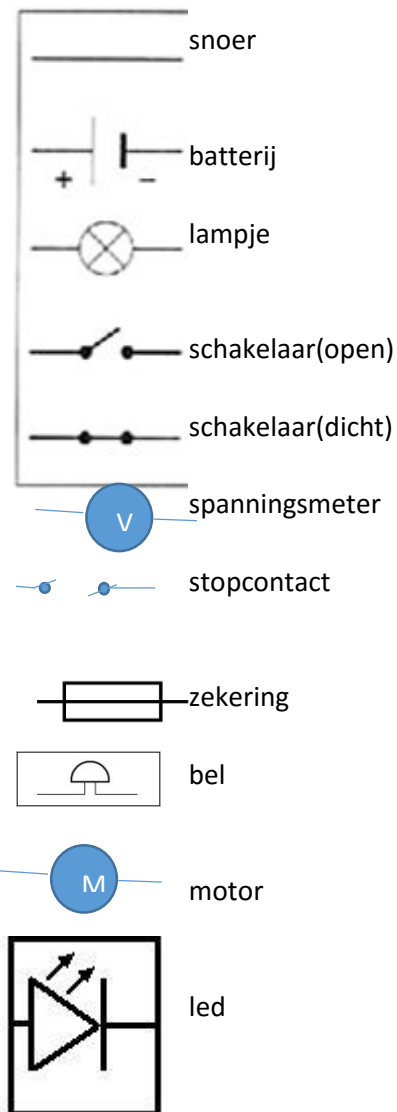 snoer
+ − batterij
lampje
schakelaar(open)
schakelaar(dicht)
V spanningsmeter
stopcontact
zekering
bel
M motor
led